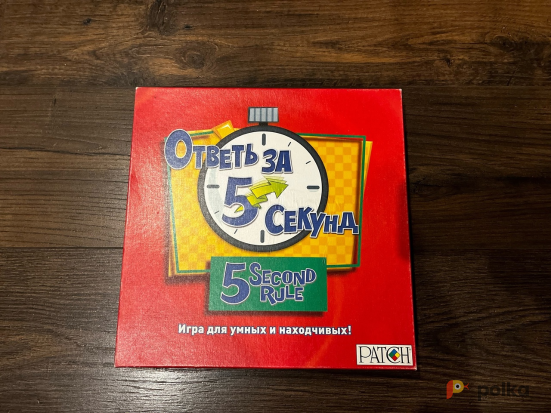 Ответь за
5 Секунд
5 Second
Rule
Игра для умных и находчивых!
PATCH
polka